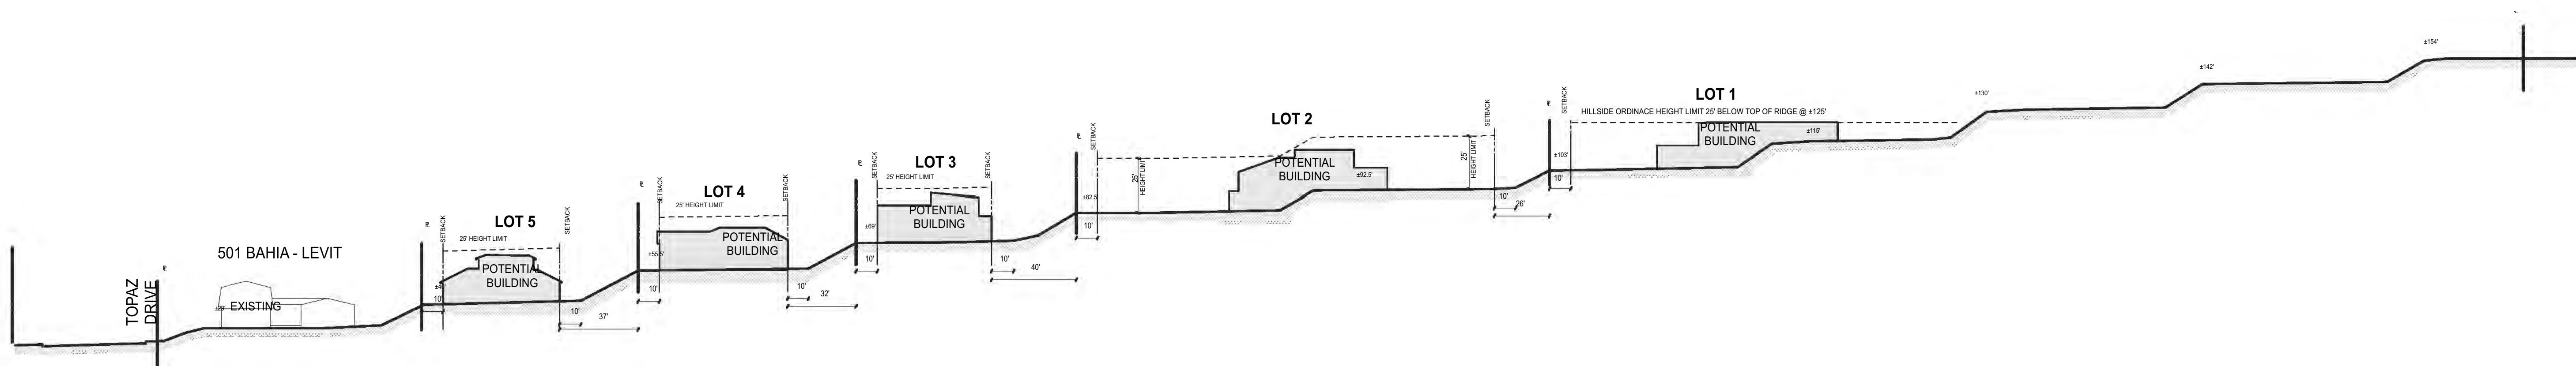 TOPAZ
DRIVE
℄
501 BAHIA - LEVIT
EXISTING
±29'
℄
SETBACK
LOT 5
25' HEIGHT LIMIT
SETBACK
POTENTIAL
BUILDING
10'
10'
37'
℄
SETBACK
LOT 4
25' HEIGHT LIMIT
SETBACK
POTENTIAL
BUILDING
10'
10'
32'
℄
SETBACK
LOT 3
25' HEIGHT LIMIT
SETBACK
POTENTIAL
BUILDING
±69'
10'
10'
40'
℄
SETBACK
±82.5'
10'
25'
HEIGHT LIMIT
LOT 2
POTENTIAL
BUILDING
±92.5'
25'
HEIGHT LIMIT
SETBACK
10'
26'
℄
SETBACK
±103'
10'
LOT 1
HILLSIDE ORDINACE HEIGHT LIMIT 25' BELOW TOP OF RIDGE @ ±125'
POTENTIAL
BUILDING
±115'
±130'
±142'
±154'